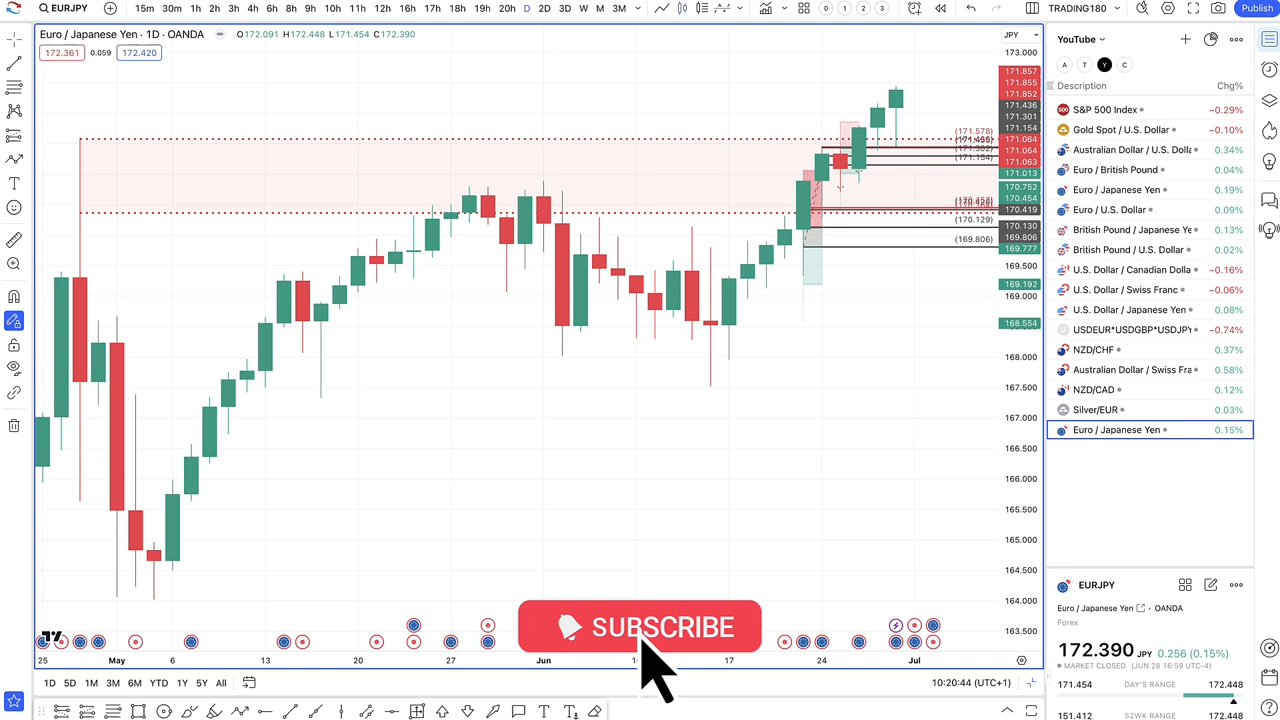 EURJPY 15m 30m 1h 2h 3h 4h 6h 8h 9h 10h 11h 12h 16h 17h 18h 19h 20h D 2D 3D W M 3M 0 1 2 3 TRADING180 Publish
Euro / Japanese Yen · 1D · OANDA O172.091 H172.448 L171.454 C172.390
172.361 0.059 172.420
JPY
173.000
171.857
171.855
171.852
171.436
171.301
171.154
171.064
171.064
171.063
171.013
170.752
170.454
170.419
170.130
169.806
169.777
169.500
169.192
169.000
168.554
168.000
167.500
167.000
166.500
166.000
165.500
165.000
164.500
164.000
163.500
(171.578)
(171.154)
(170.129)
(169.806)
SUBSCRIBE
25 May 6 13 20 27 Jun 17 24 Jul
1D 5D 1M 3M 6M YTD 1Y 5Y All
10:20:44 (UTC+1)
YouTube
A T Y C
Description Chg%
500 S&P 500 Index −0.29%
Gold Spot / U.S. Dollar −0.10%
Australian Dollar / U.S. Dolla 0.34%
Euro / British Pound 0.04%
Euro / Japanese Yen 0.19%
Euro / U.S. Dollar 0.09%
British Pound / Japanese Ye 0.13%
British Pound / U.S. Dollar 0.02%
U.S. Dollar / Canadian Dolla −0.16%
U.S. Dollar / Swiss Franc −0.06%
U.S. Dollar / Japanese Yen 0.08%
USDEUR*USDGBP*USDJPY −0.74%
NZD/CHF 0.37%
Australian Dollar / Swiss Fra 0.58%
NZD/CAD 0.12%
Silver/EUR 0.03%
Euro / Japanese Yen 0.15%
EURJPY
Euro / Japanese Yen · OANDA
Forex
172.390 JPY 0.256 (0.15%)
MARKET CLOSED (JUN 28 16:59 UTC-4)
171.454 DAY'S RANGE 172.448
151.412 52WK RANGE 172.448